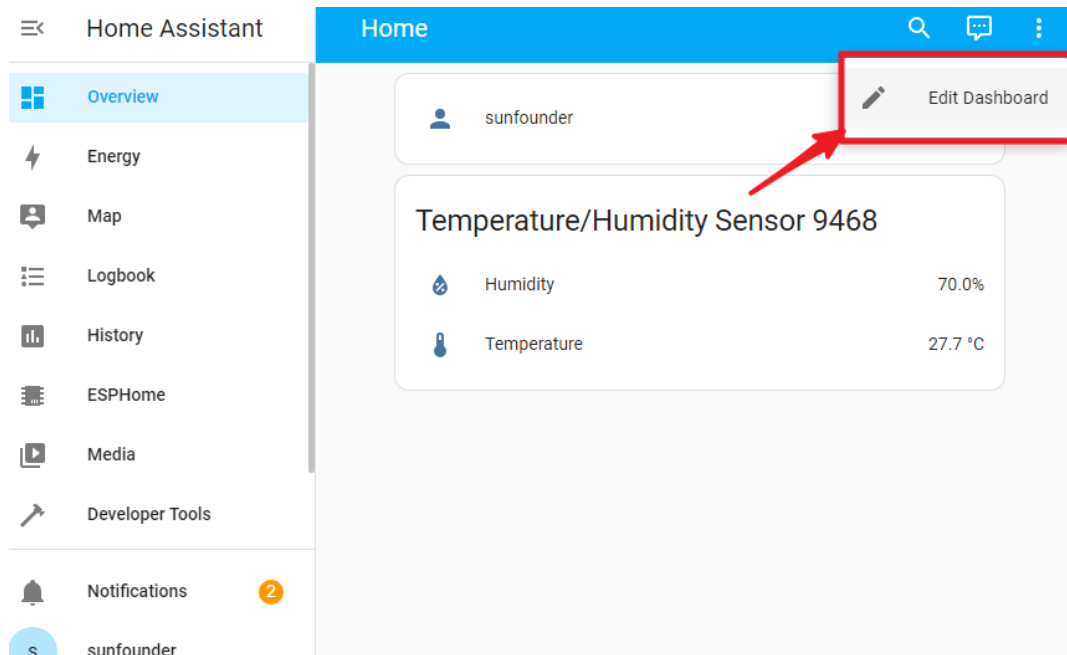 Home Assistant
Home
Overview
Energy
Map
Logbook
History
ESPHome
Media
Developer Tools
Notifications
2
s
sunfounder
Edit Dashboard
sunfounder
Temperature/Humidity Sensor 9468
Humidity 70.0%
Temperature 27.7 °C